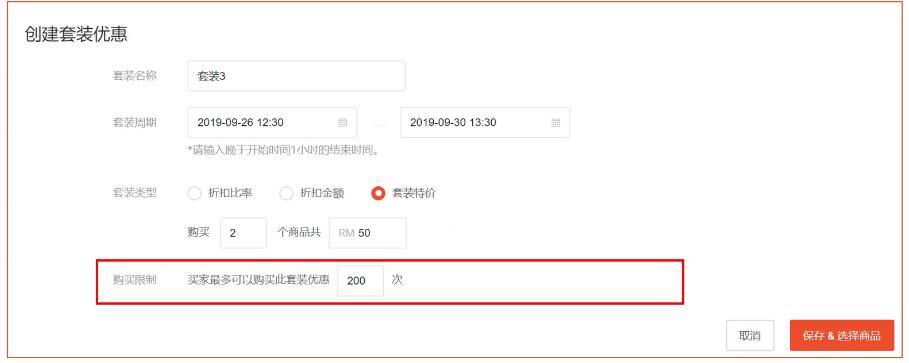 创建套装优惠
套装名称 套装3
套装周期 2019-09-26 12:30 2019-09-30 13:30
*请输入晚于开始时间1小时的结束时间。
套装类型 折扣比率 折扣金额 套装特价
购买 2 个商品共 RM 50
购买限制 买家最多可以购买此套装优惠 200 次
取消 保存 & 选择商品